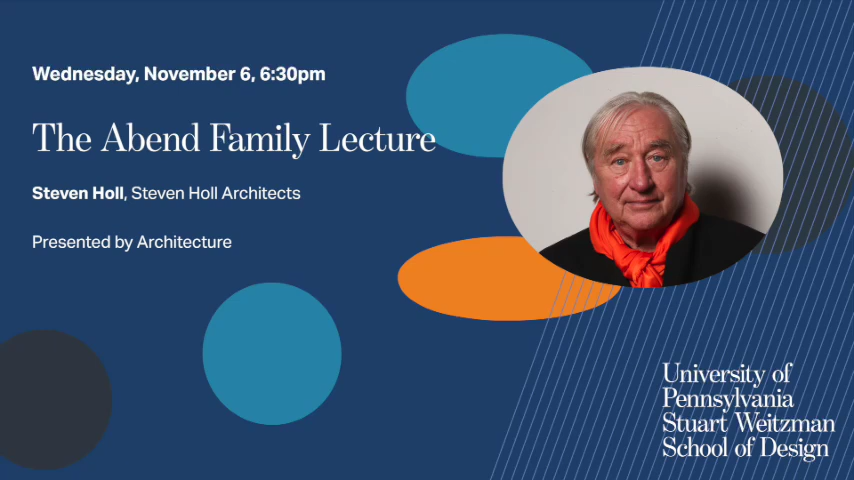 Wednesday, November 6, 6:30pm
The Abend Family Lecture
Steven Holl, Steven Holl Architects
Presented by Architecture
University of
Pennsylvania
Stuart Weitzman
School of Design